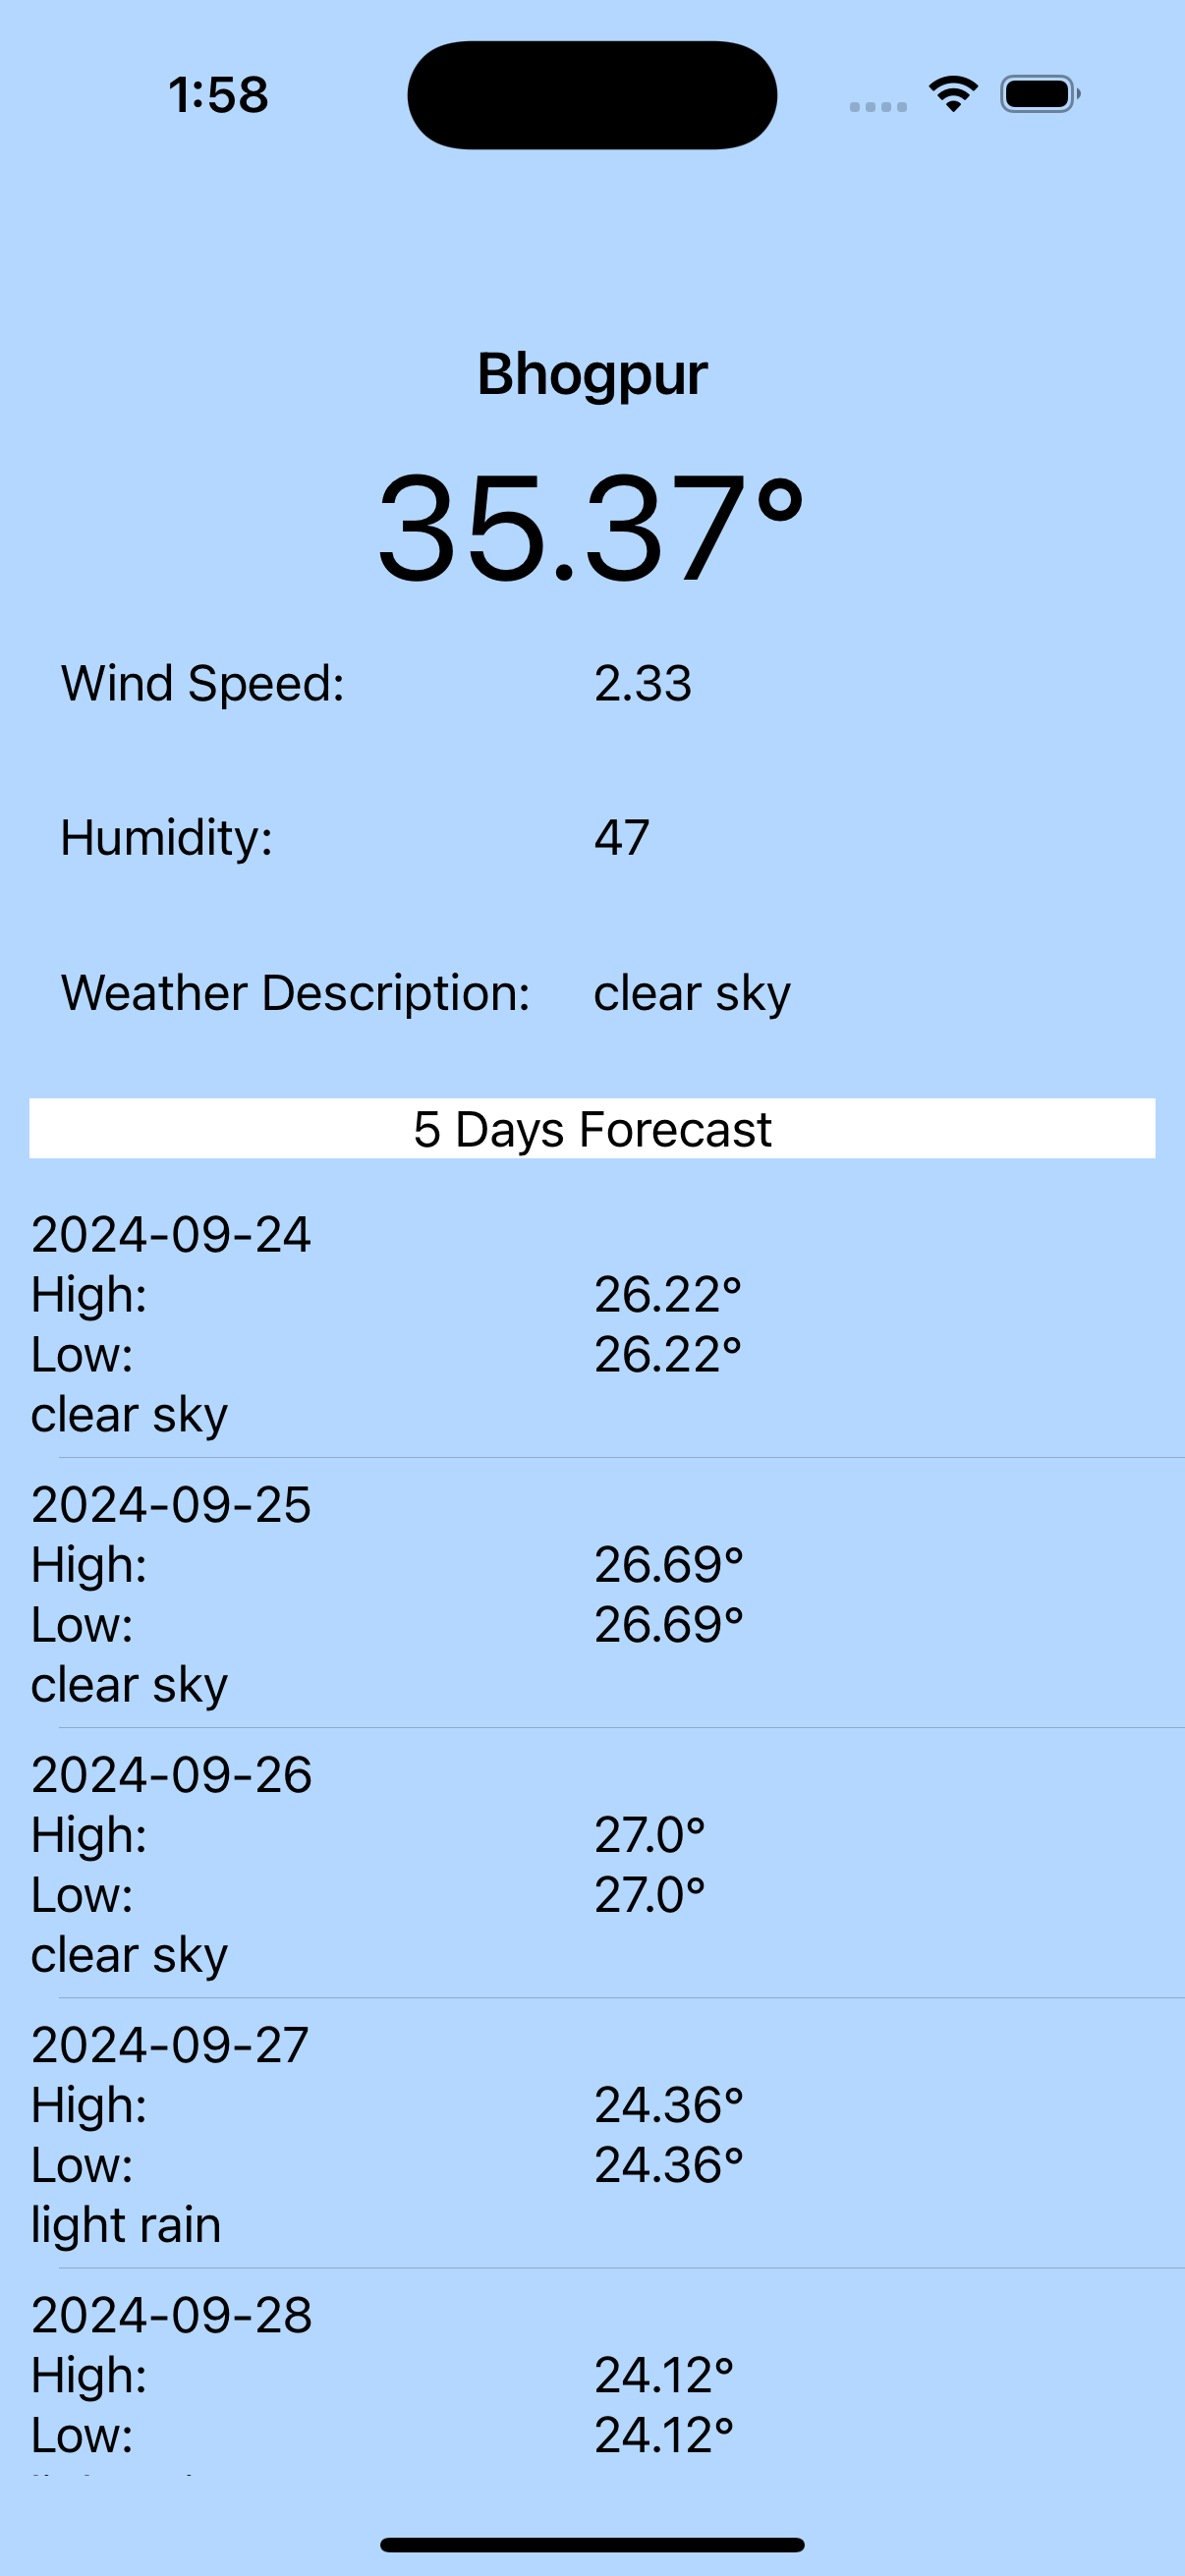 1:58
Bhogpur
35.37°
Wind Speed: 2.33
Humidity: 47
Weather Description: clear sky
5 Days Forecast
2024-09-24
High: 26.22°
Low: 26.22°
clear sky
2024-09-25
High: 26.69°
Low: 26.69°
clear sky
2024-09-26
High: 27.0°
Low: 27.0°
clear sky
2024-09-27
High: 24.36°
Low: 24.36°
light rain
2024-09-28
High: 24.12°
Low: 24.12°